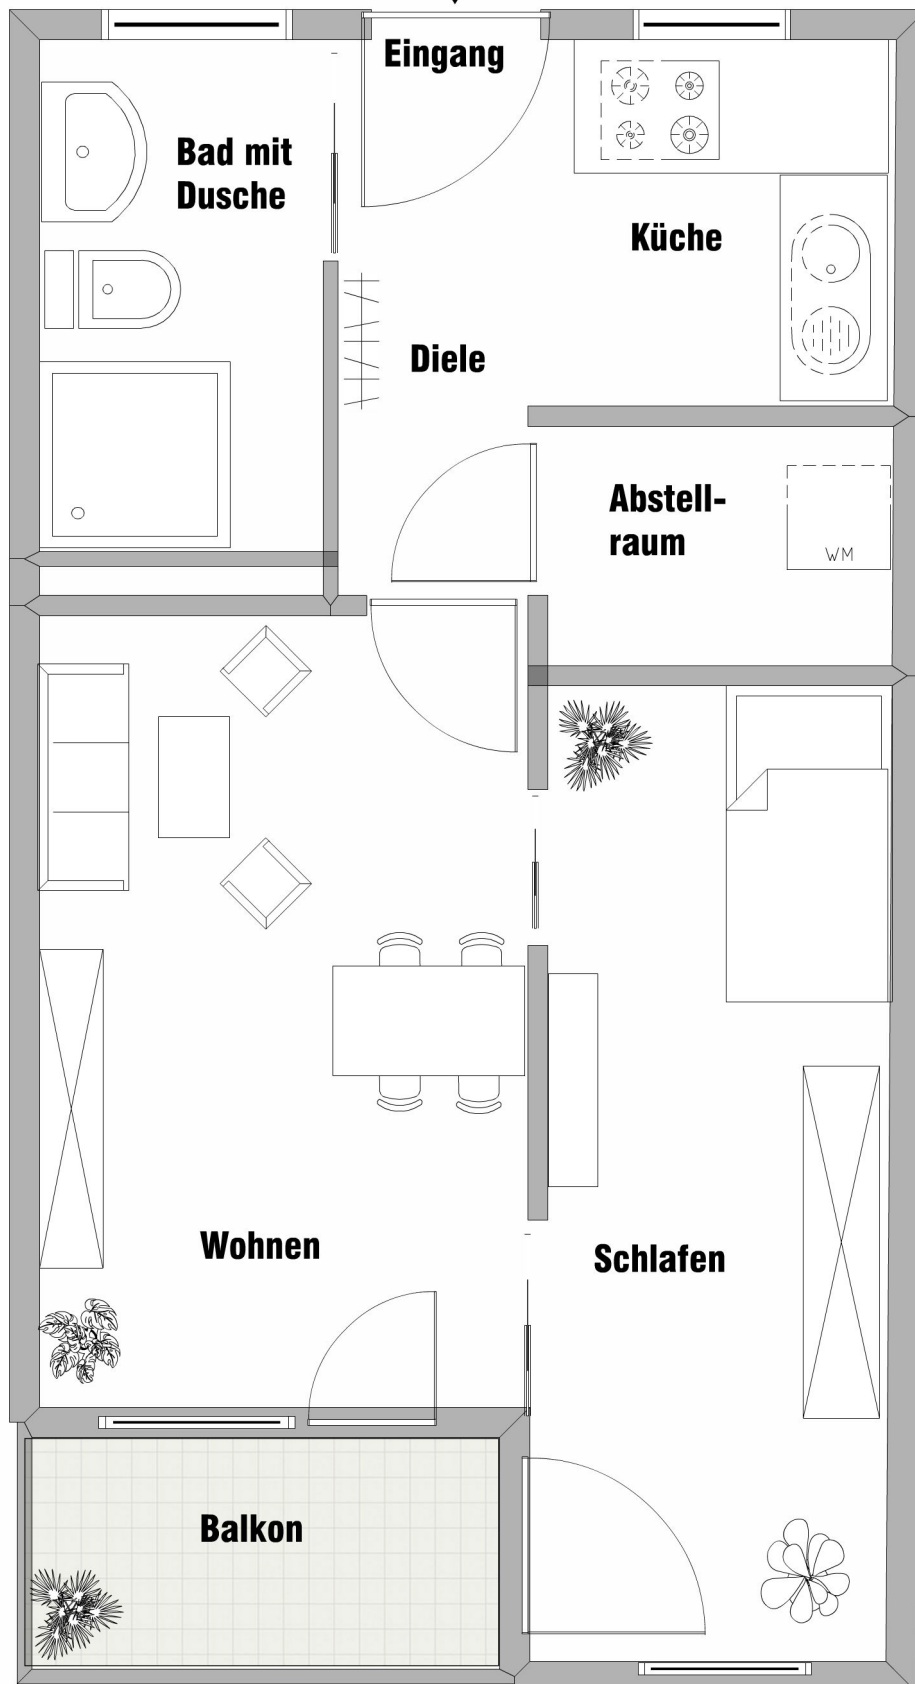 Eingang
Bad mit
Dusche
Küche
Diele
Abstell-
raum
WM
Wohnen
Schlafen
Balkon